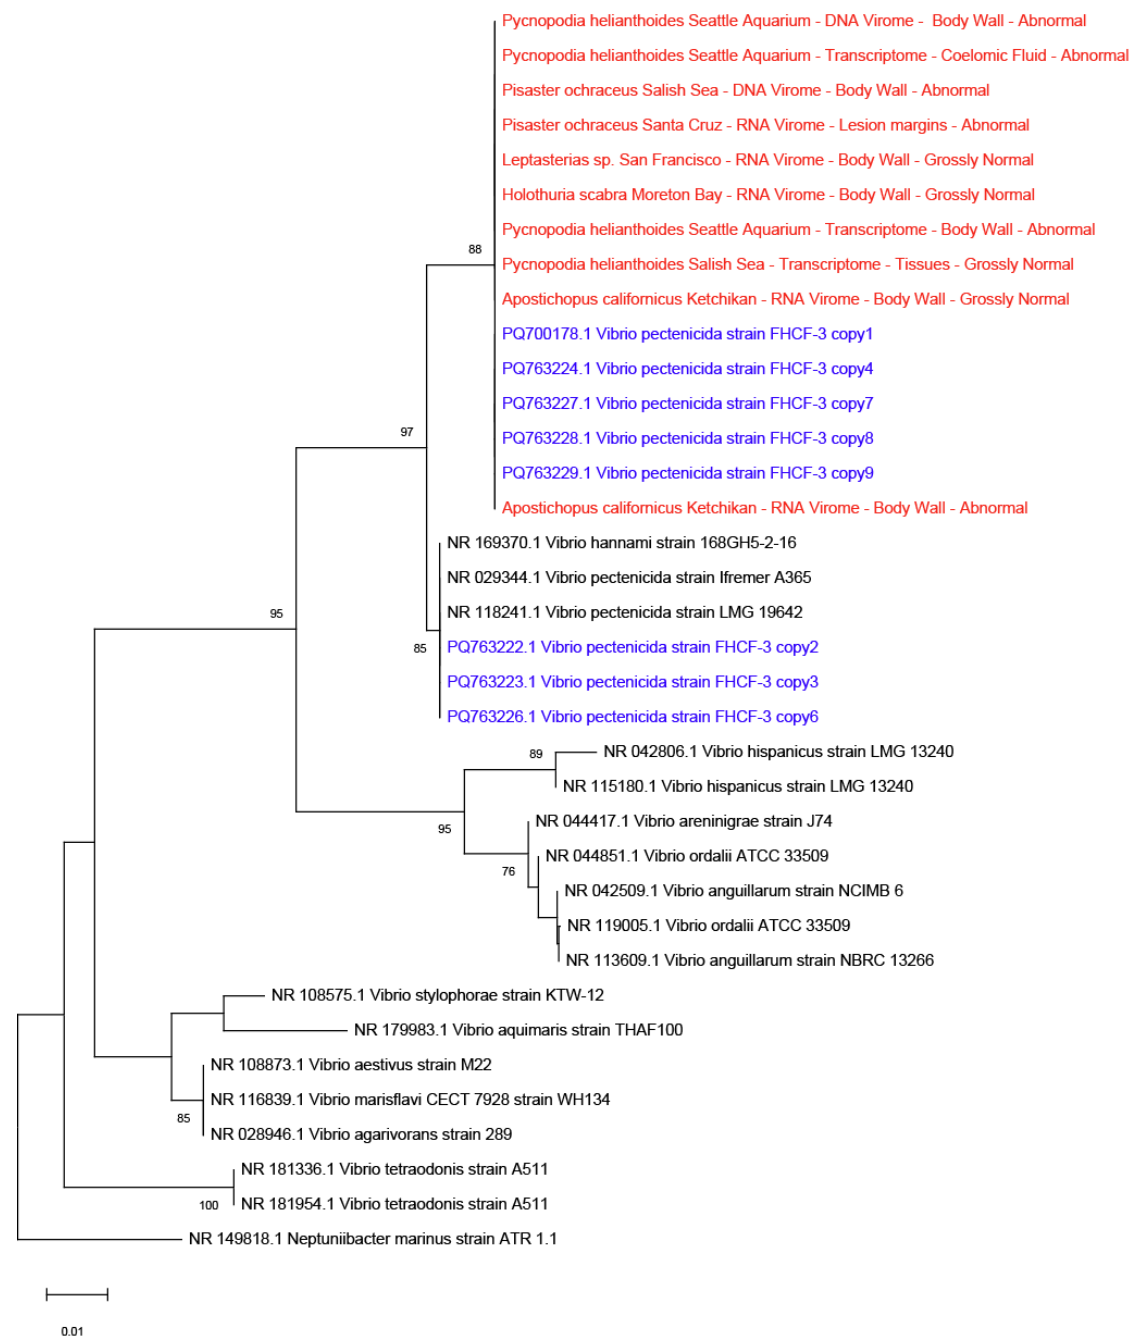 Pycnopodia helianthoides Seattle Aquarium - DNA Virome - Body Wall - Abnormal
Pycnopodia helianthoides Seattle Aquarium - Transcriptome - Coelomic Fluid - Abnormal
Pisaster ochraceus Salish Sea - DNA Virome - Body Wall - Abnormal
Pisaster ochraceus Santa Cruz - RNA Virome - Lesion margins - Abnormal
Leptasterias sp. San Francisco - RNA Virome - Body Wall - Grossly Normal
Holothuria scabra Moreton Bay - RNA Virome - Body Wall - Grossly Normal
Pycnopodia helianthoides Seattle Aquarium - Transcriptome - Body Wall - Abnormal
88
Pycnopodia helianthoides Salish Sea - Transcriptome - Tissues - Grossly Normal
Apostichopus californicus Ketchikan - RNA Virome - Body Wall - Grossly Normal
PQ700178.1 Vibrio pectenicida strain FHCF-3 copy1
PQ763224.1 Vibrio pectenicida strain FHCF-3 copy4
PQ763227.1 Vibrio pectenicida strain FHCF-3 copy7
97
PQ763228.1 Vibrio pectenicida strain FHCF-3 copy8
PQ763229.1 Vibrio pectenicida strain FHCF-3 copy9
Apostichopus californicus Ketchikan - RNA Virome - Body Wall - Abnormal
NR 169370.1 Vibrio hannami strain 168GH5-2-16
NR 029344.1 Vibrio pectenicida strain Ifremer A365
95
NR 118241.1 Vibrio pectenicida strain LMG 19642
85
PQ763222.1 Vibrio pectenicida strain FHCF-3 copy2
PQ763223.1 Vibrio pectenicida strain FHCF-3 copy3
PQ763226.1 Vibrio pectenicida strain FHCF-3 copy6
89
NR 042806.1 Vibrio hispanicus strain LMG 13240
NR 115180.1 Vibrio hispanicus strain LMG 13240
95
NR 044417.1 Vibrio areninigrae strain J74
76
NR 044851.1 Vibrio ordalii ATCC 33509
NR 042509.1 Vibrio anguillarum strain NCIMB 6
NR 119005.1 Vibrio ordalii ATCC 33509
NR 113609.1 Vibrio anguillarum strain NBRC 13266
NR 108575.1 Vibrio stylophorae strain KTW-12
NR 179983.1 Vibrio aquimaris strain THAF100
NR 108873.1 Vibrio aestivus strain M22
NR 116839.1 Vibrio marisflavi CECT 7928 strain WH134
85
NR 028946.1 Vibrio agarivorans strain 289
NR 181336.1 Vibrio tetraodonis strain A511
100
NR 181954.1 Vibrio tetraodonis strain A511
NR 149818.1 Neptuniibacter marinus strain ATR 1.1
0.01